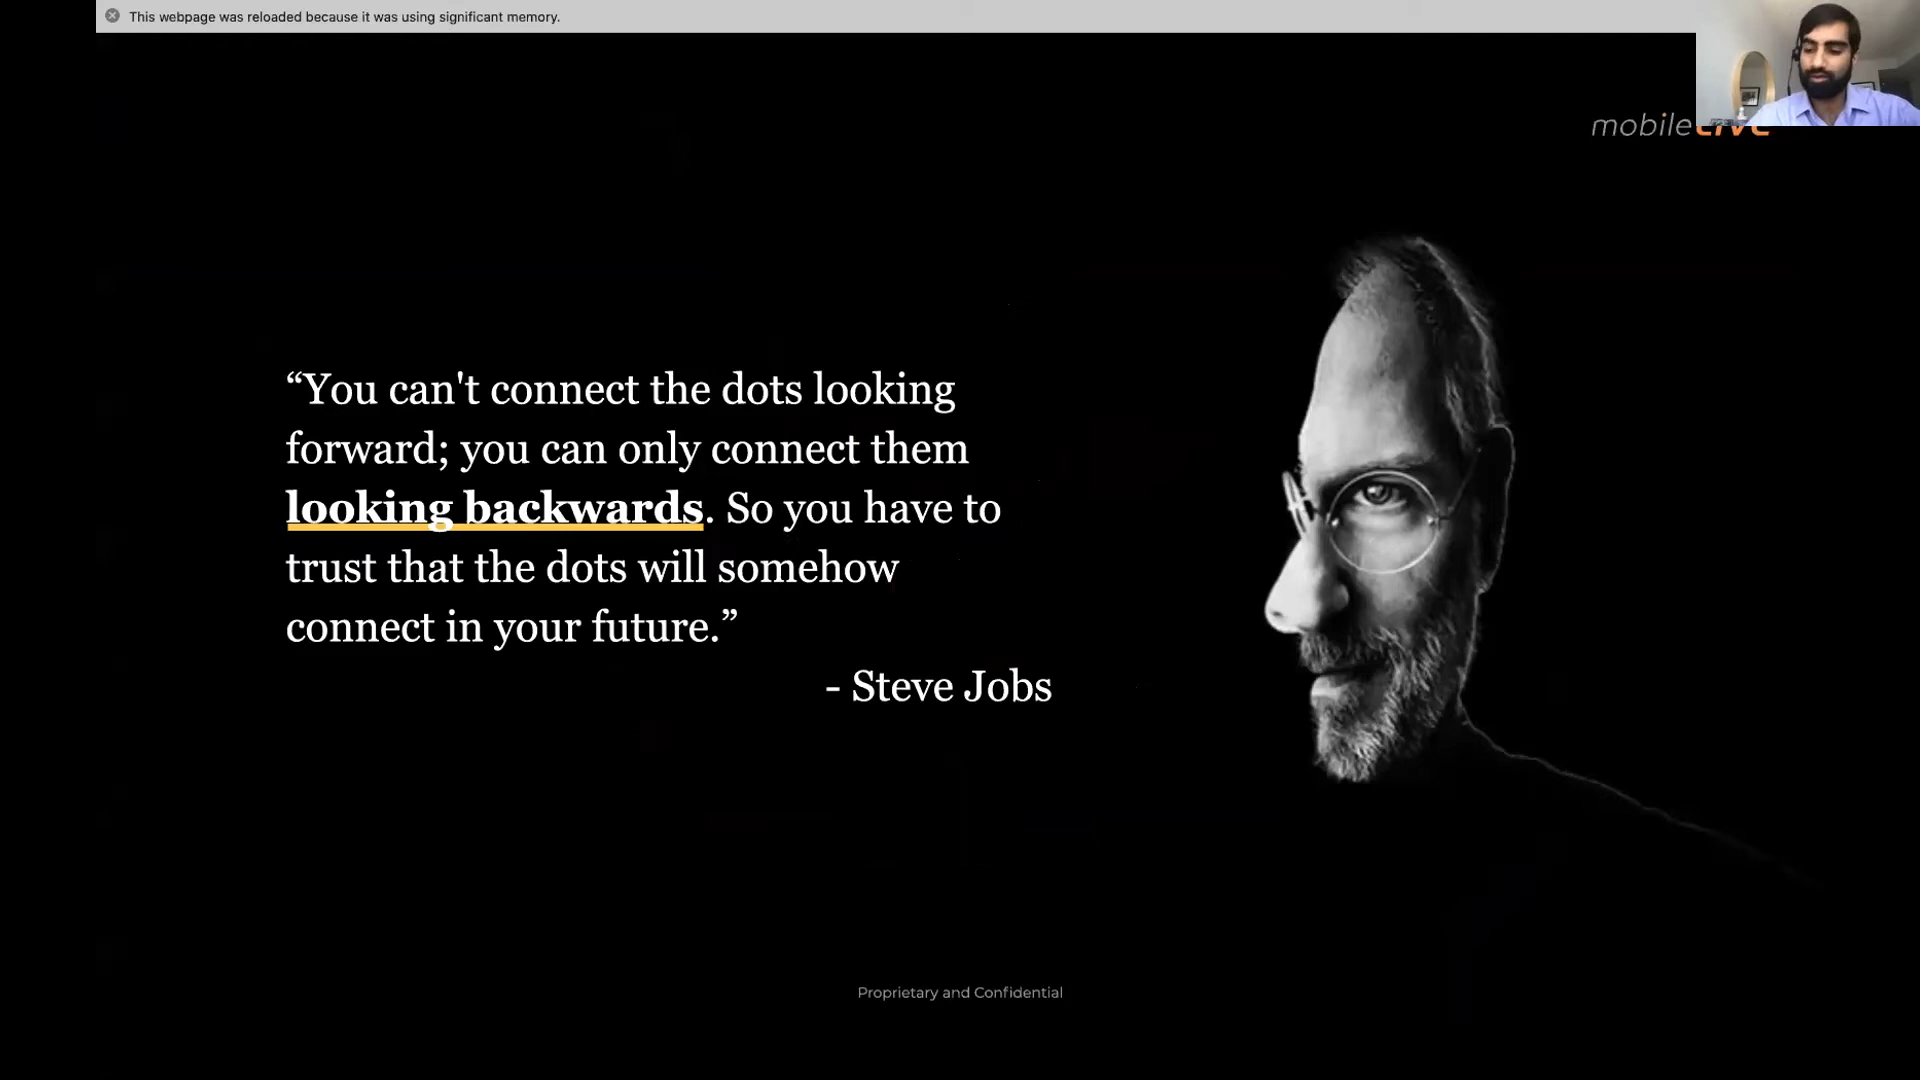 This webpage was reloaded because it was using significant memory.
mobileLIVE
“You can't connect the dots looking
forward; you can only connect them
looking backwards. So you have to
trust that the dots will somehow
connect in your future.”
- Steve Jobs
Proprietary and Confidential